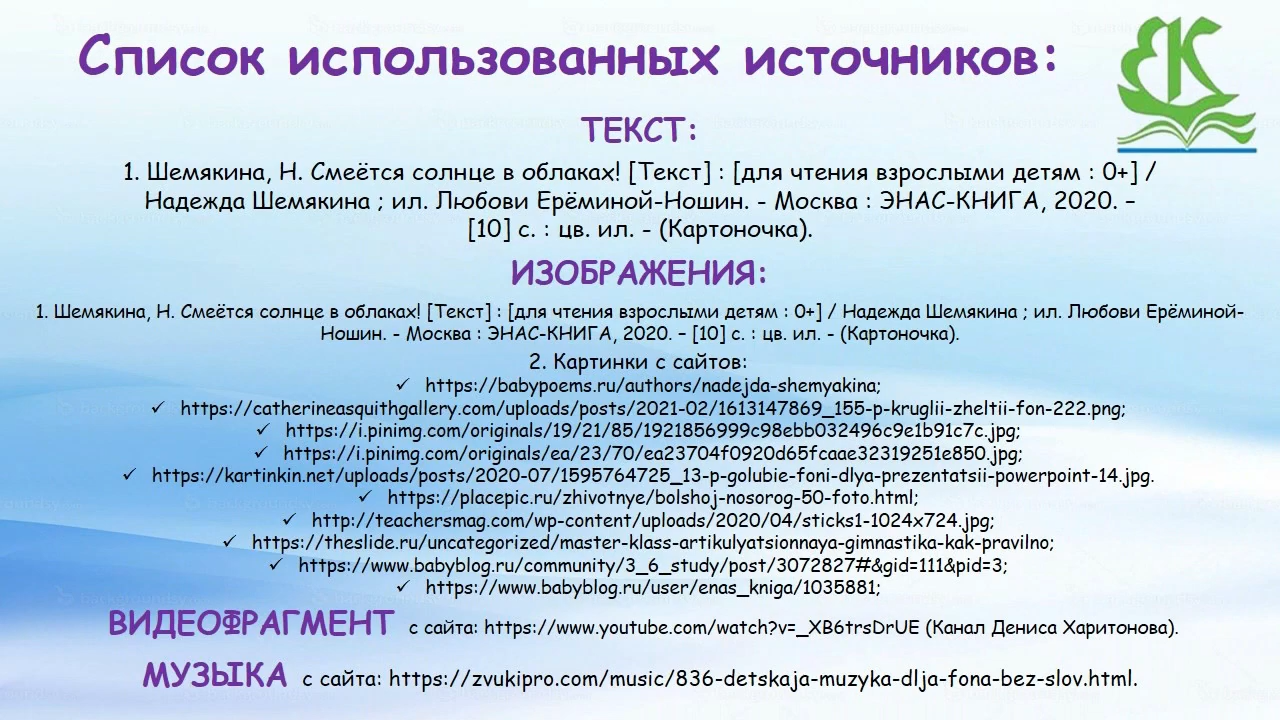 Список использованных источников:
ЕК
ТЕКСТ:
1. Шемякина, Н. Смеётся солнце в облаках! [Текст] : [для чтения взрослыми детям : 0+] /
Надежда Шемякина ; ил. Любови Ерёминой-Ношин. - Москва : ЭНАС-КНИГА, 2020. –
[10] с. : цв. ил. - (Картоночка).
ИЗОБРАЖЕНИЯ:
1. Шемякина, Н. Смеётся солнце в облаках! [Текст] : [для чтения взрослыми детям : 0+] / Надежда Шемякина ; ил. Любови Ерёминой-
Ношин. - Москва : ЭНАС-КНИГА, 2020. – [10] с. : цв. ил. - (Картоночка).
2. Картинки с сайтов:
✓ https://babypoems.ru/authors/nadejda-shemyakina;
✓ https://catherineasquithgallery.com/uploads/posts/2021-02/1613147869_155-p-kruglii-zheltii-fon-222.png;
✓ https://i.pinimg.com/originals/19/21/85/1921856999c98ebb032496c9e1b91c7c.jpg;
✓ https://i.pinimg.com/originals/ea/23/70/ea23704f0920d65fcaae32319251e850.jpg;
✓ https://kartinkin.net/uploads/posts/2020-07/1595764725_13-p-golubie-foni-dlya-prezentatsii-powerpoint-14.jpg.
✓ https://placepic.ru/zhivotnye/bolshoj-nosorog-50-foto.html;
✓ http://teachersmag.com/wp-content/uploads/2020/04/sticks1-1024x724.jpg;
✓ https://theslide.ru/uncategorized/master-klass-artikulyatsionnaya-gimnastika-kak-pravilno;
✓ https://www.babyblog.ru/community/3_6_study/post/3072827#&gid=111&pid=3;
✓ https://www.babyblog.ru/user/enas_kniga/1035881;
ВИДЕОФРАГМЕНТ с сайта: https://www.youtube.com/watch?v=_XB6trsDrUE (Канал Дениса Харитонова).
МУЗЫКА с сайта: https://zvukipro.com/music/836-detskaja-muzyka-dlja-fona-bez-slov.html.